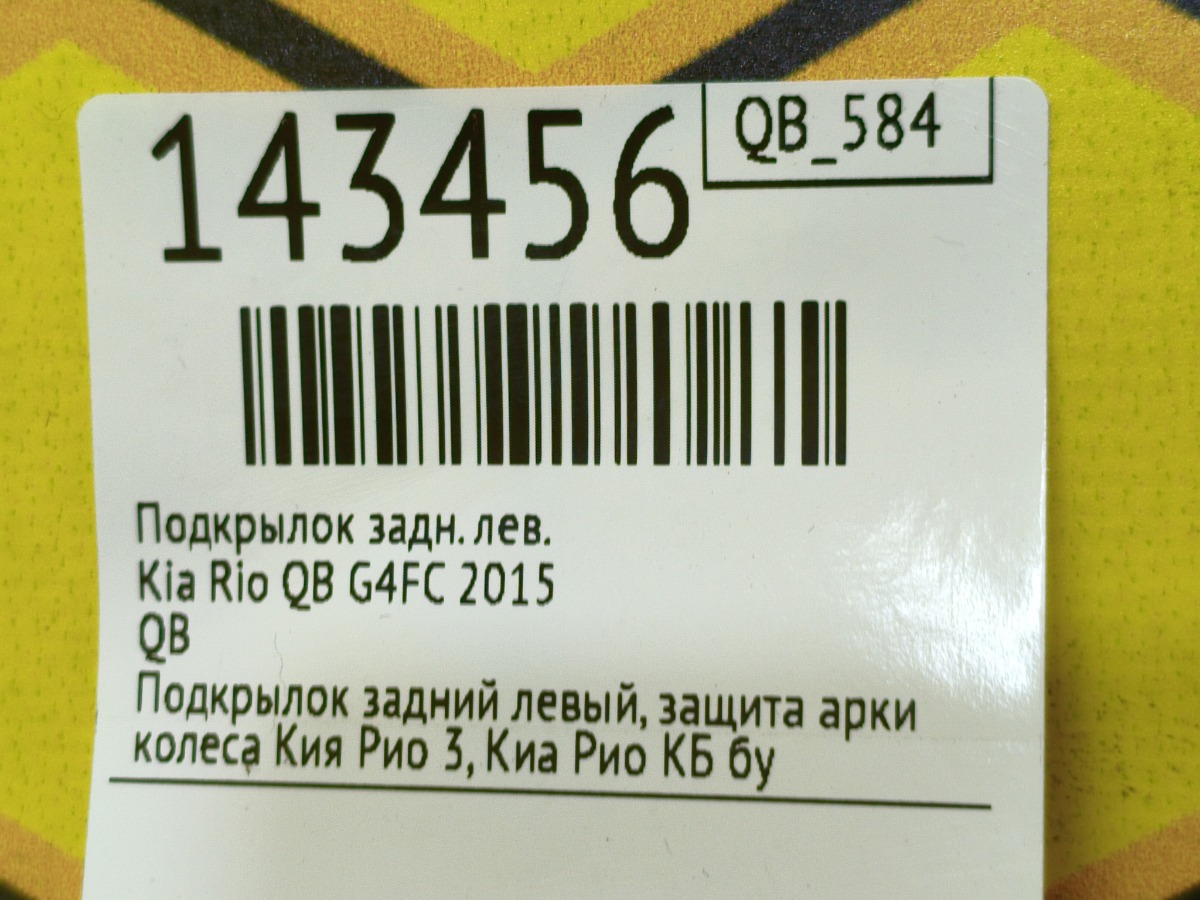 143456
QB_584
Подкрылок задн. лев.
Kia Rio QB G4FC 2015
QB
Подкрылок задний левый, защита арки
колеса Кия Рио 3, Киа Рио КБ бу